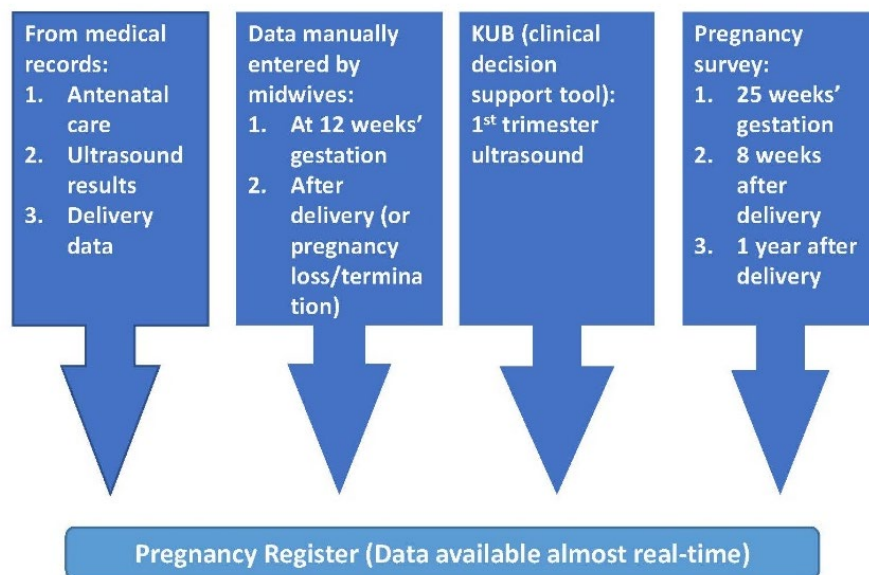 From medical
records:
1. Antenatal
care
2. Ultrasound
results
3. Delivery
data
Data manually
entered by
midwives:
1. At 12 weeks’
gestation
2. After
delivery (or
pregnancy
loss/termina
tion)
KUB (clinical
decision
support tool):
1st trimester
ultrasound
Pregnancy
survey:
1. 25 weeks’
gestation
2. 8 weeks
after
delivery
3. 1 year after
delivery
Pregnancy Register (Data available almost real-time)